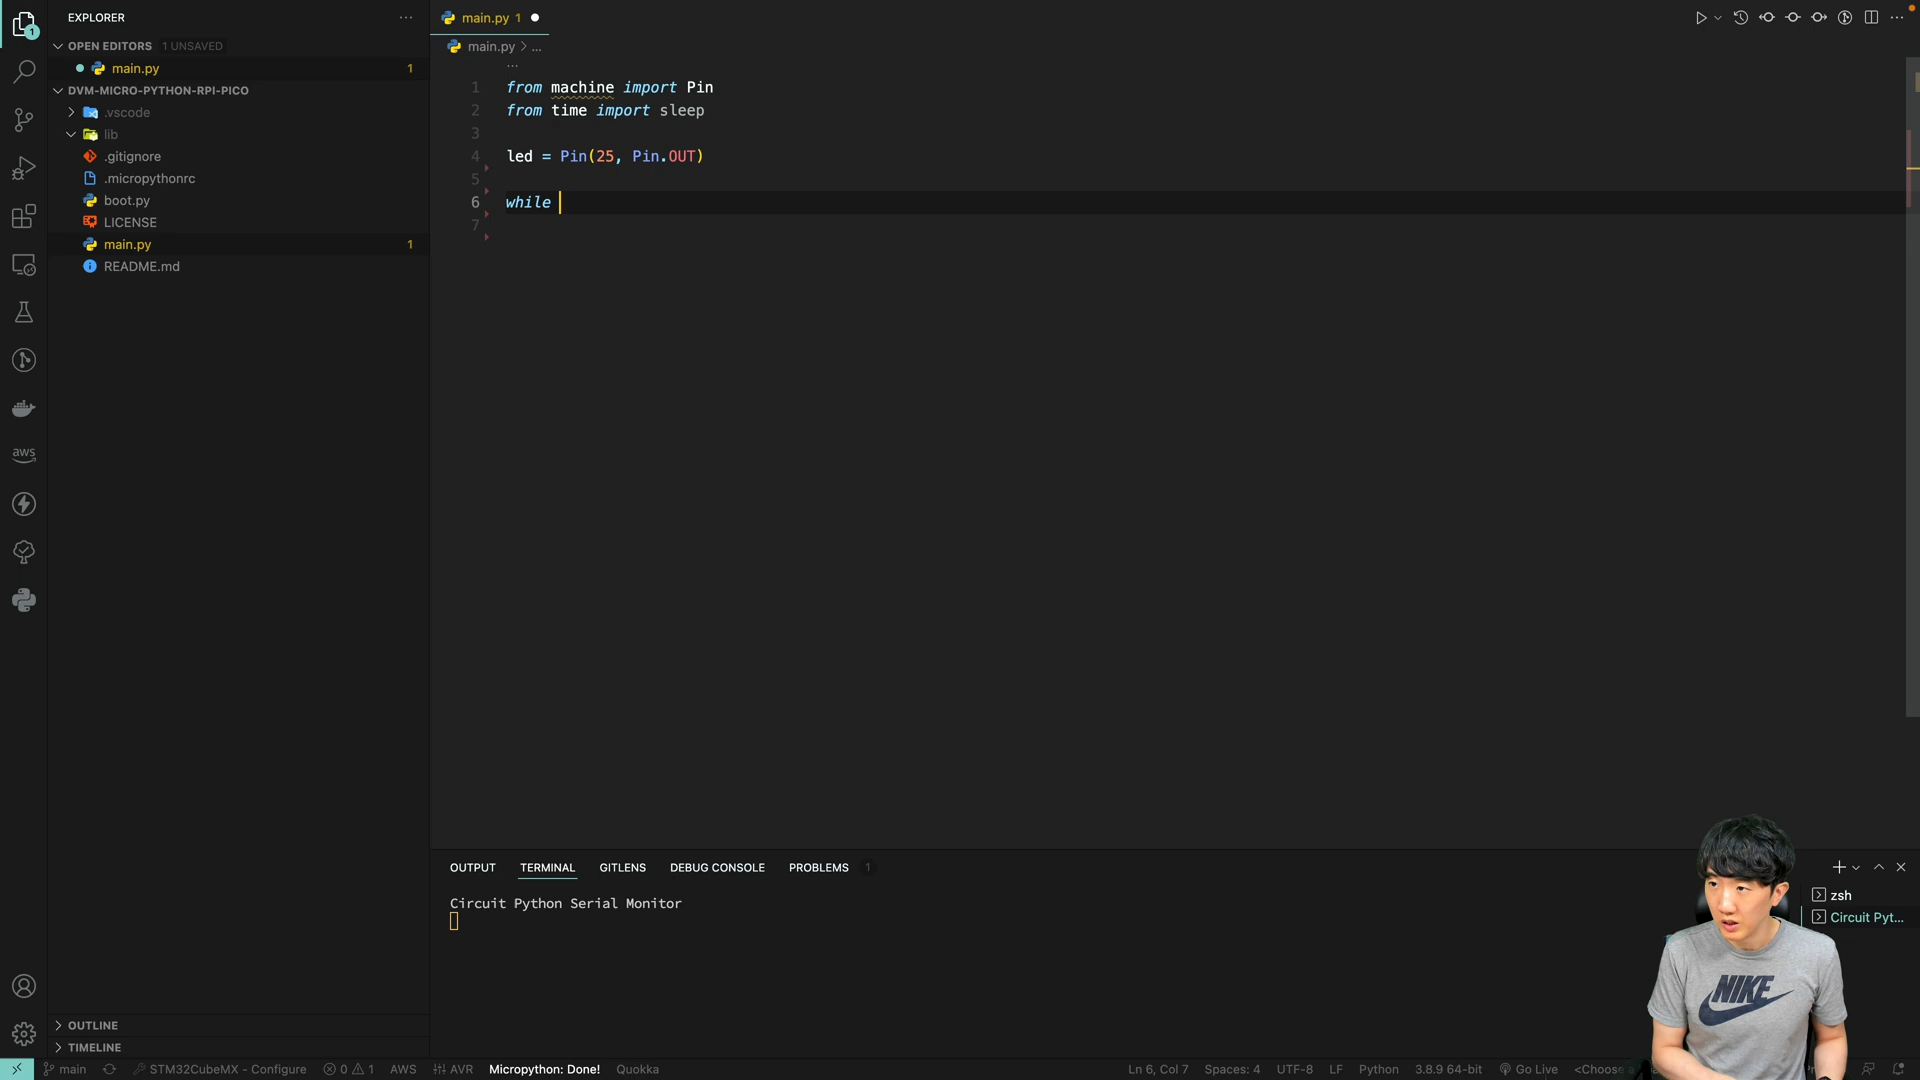 EXPLORER
OPEN EDITORS 1 UNSAVED
main.py 1
DVM-MICRO-PYTHON-RPI-PICO
.vscode
lib
.gitignore
.micropythonrc
boot.py
LICENSE
main.py 1
README.md
OUTLINE
TIMELINE
aws
1
main.py 1
main.py > ...
...
1 from machine import Pin
2 from time import sleep
3
4 led = Pin(25, Pin.OUT)
5
6 while
7
OUTPUT TERMINAL GITLENS DEBUG CONSOLE PROBLEMS 1
Circuit Python Serial Monitor
zsh
Circuit Pyt...
NIKE
main STM32CubeMX - Configure 0 1 AWS AVR Micropython: Done! Quokka Ln 6, Col 7 Spaces: 4 UTF-8 LF Python 3.8.9 64-bit Go Live <Choose